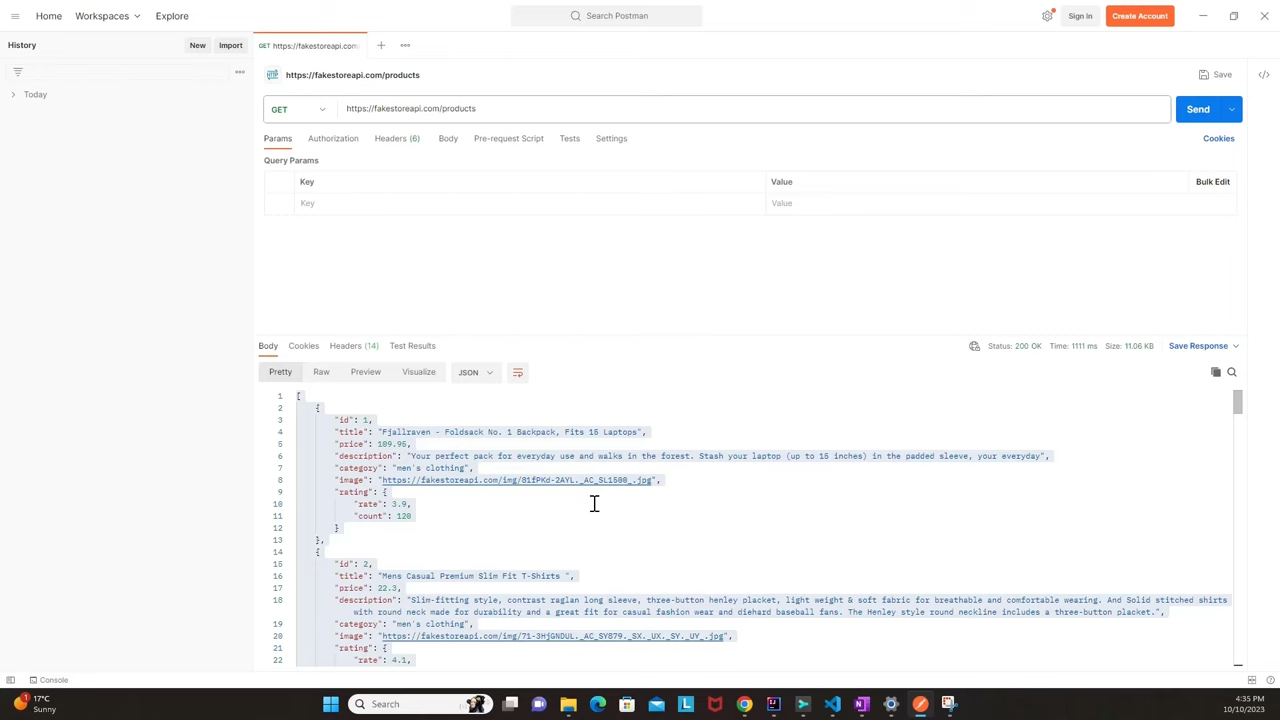 Home Workspaces Explore Search Postman Sign In Create Account
History New Import GET https://fakestoreapi.com
https://fakestoreapi.com/products Save
Today
GET https://fakestoreapi.com/products Send
Params Authorization Headers (6) Body Pre-request Script Tests Settings Cookies
Query Params
Key Value Bulk Edit
Key Value
Body Cookies Headers (14) Test Results Status: 200 OK Time: 1111 ms Size: 11.06 KB Save Response
Pretty Raw Preview Visualize JSON
1 [
2 {
3 "id": 1,
4 "title": "Fjallraven - Foldsack No. 1 Backpack, Fits 15 Laptops",
5 "price": 109.95,
6 "description": "Your perfect pack for everyday use and walks in the forest. Stash your laptop (up to 15 inches) in the padded sleeve, your everyday",
7 "category": "men's clothing",
8 "image": "https://fakestoreapi.com/img/81fPKd-2AYL._AC_SL1500_.jpg",
9 "rating": {
10 "rate": 3.9,
11 "count": 120
12 }
13 },
14 {
15 "id": 2,
16 "title": "Mens Casual Premium Slim Fit T-Shirts ",
17 "price": 22.3,
18 "description": "Slim-fitting style, contrast raglan long sleeve, three-button henley placket, light weight & soft fabric for breathable and comfortable wearing. And Solid stitched shirts
with round neck made for durability and a great fit for casual fashion wear and diehard baseball fans. The Henley style round neckline includes a three-button placket.",
19 "category": "men's clothing",
20 "image": "https://fakestoreapi.com/img/71-3HjGNDUL._AC_SY879._SX._UX._SY._UY_.jpg",
21 "rating": {
22 "rate": 4.1,
Console
17°C
Sunny
Search
4:35 PM
10/10/2023